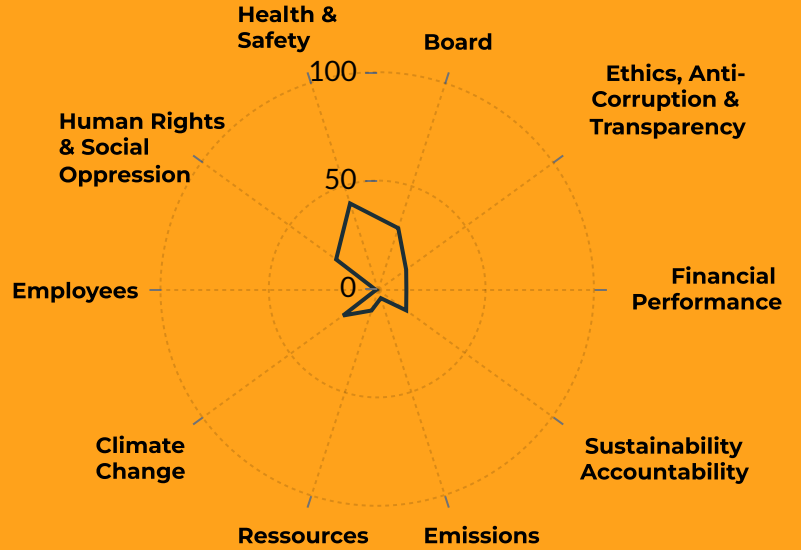 Health &
Safety
Board
100
Ethics, Anti-
Corruption &
Transparency
Human Rights
& Social
Oppression
50
Employees
0
Financial
Performance
Climate
Change
Sustainability
Accountability
Ressources
Emissions